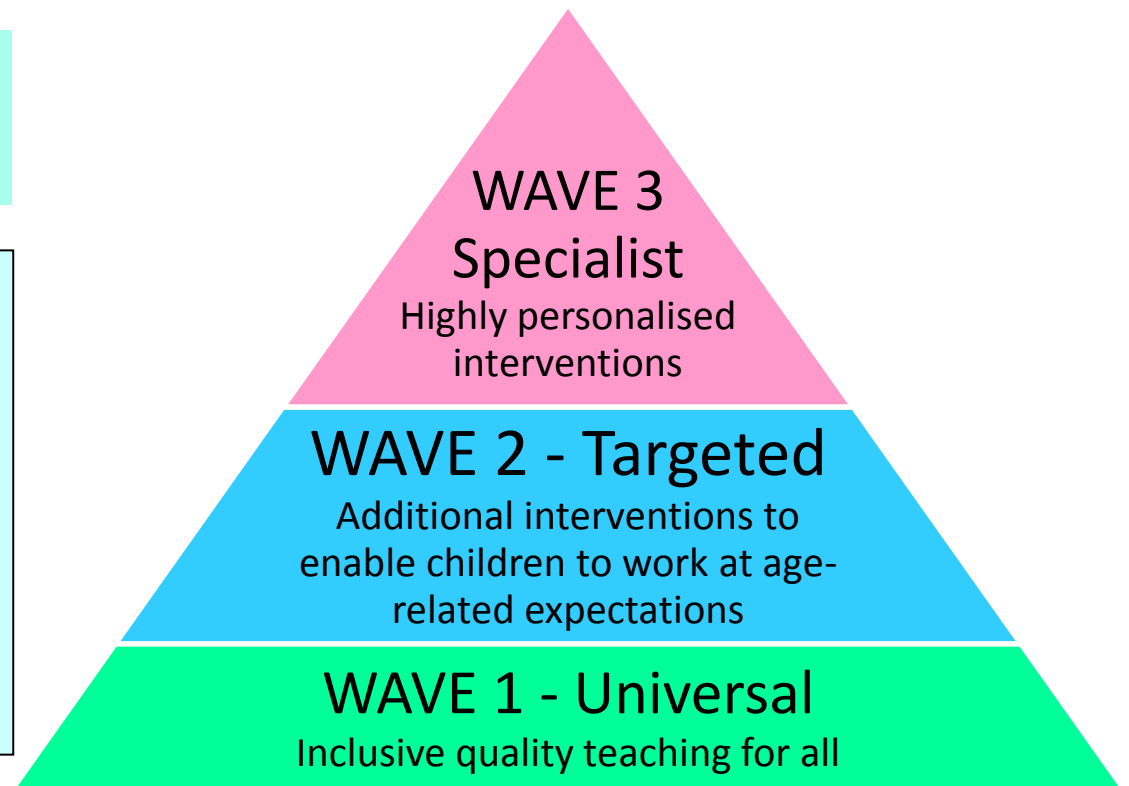 WAVE 3
Specialist
Highly personalised
interventions
WAVE 2 - Targeted
Additional interventions to
enable children to work at age-
related expectations
WAVE 1 - Universal
Inclusive quality teaching for all